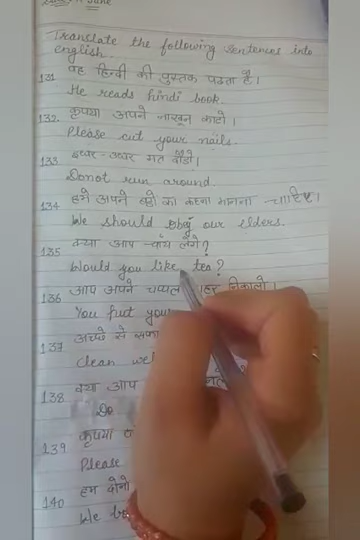 Translate the following sentences into
english.
131 वह हिन्दी की पुस्तक पढता है।
He reads hindi book.
132. कृपया अपने नाखून काटो।
Please cut your nails.
133 इधर-उधर मत दौडो।
Donot run around.
134 हमे अपने बडो का कहना मानना चाहिए।
We should obey our elders.
135 क्या आप चाय लेंगे?
Would you like tea?
136 आप अपने चप्पल निकालो।
You put your
137 अच्छे से
Clean
138 क्या आप
Do
139 कृपया
Please
140 हम दोनो
We